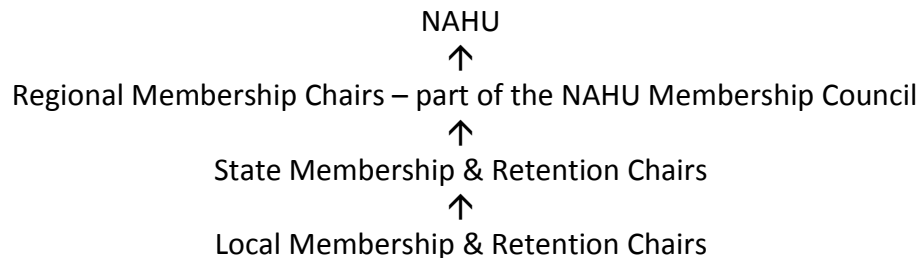 NAHU
↑
Regional Membership Chairs – part of the NAHU Membership Council
↑
State Membership & Retention Chairs
↑
Local Membership & Retention Chairs